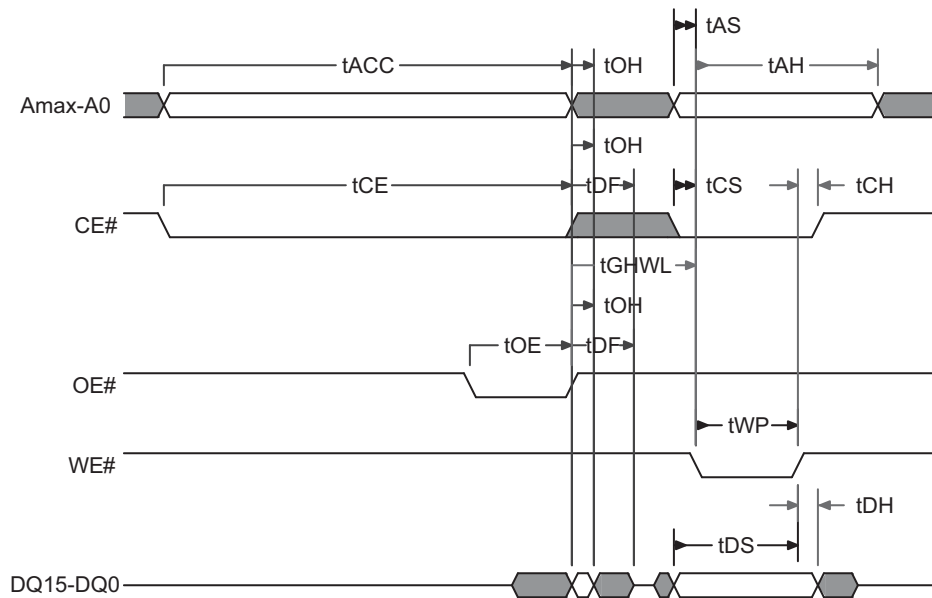 tAS
tACC
tOH
tAH
Amax-A0
tOH
tCE
tDF
tCS
tCH
CE#
tGHWL
tOH
tOE
tDF
OE#
tWP
WE#
tDH
tDS
DQ15-DQ0